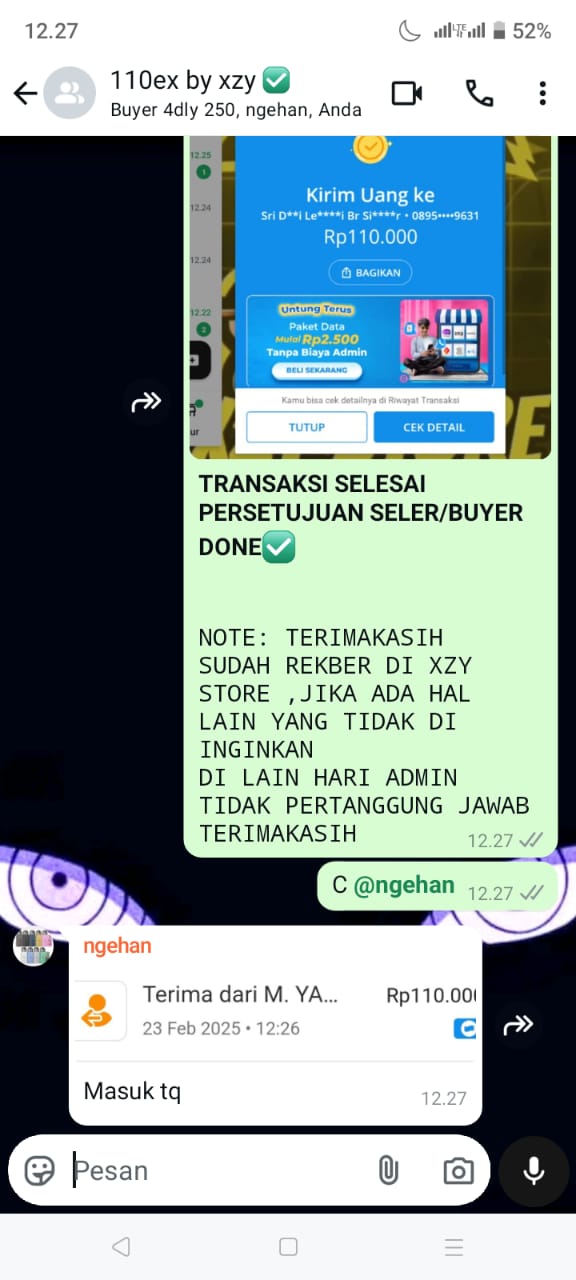 12.27
LTE
52%
110ex by xzy ✅
Buyer 4dly 250, ngehan, Anda
12.25
1
12.24
12.24
12.22
2
ur
Kirim Uang ke
Sri D**i Le****i Br Si****r • 0895••••9631
Rp110.000
BAGIKAN
Untung Terus
Paket Data
Mulai Rp2.500
Tanpa Biaya Admin
BELI SEKARANG
Kamu bisa cek detailnya di Riwayat Transaksi
TUTUP
CEK DETAIL
TRANSAKSI SELESAI
PERSETUJUAN SELER/BUYER
DONE✅
NOTE: TERIMAKASIH
SUDAH REKBER DI XZY
STORE ,JIKA ADA HAL
LAIN YANG TIDAK DI
INGINKAN
DI LAIN HARI ADMIN
TIDAK PERTANGGUNG JAWAB
TERIMAKASIH
12.27
C @ngehan
12.27
ngehan
Terima dari M. YA...
Rp110.00
23 Feb 2025 • 12:26
Masuk tq
12.27
Pesan